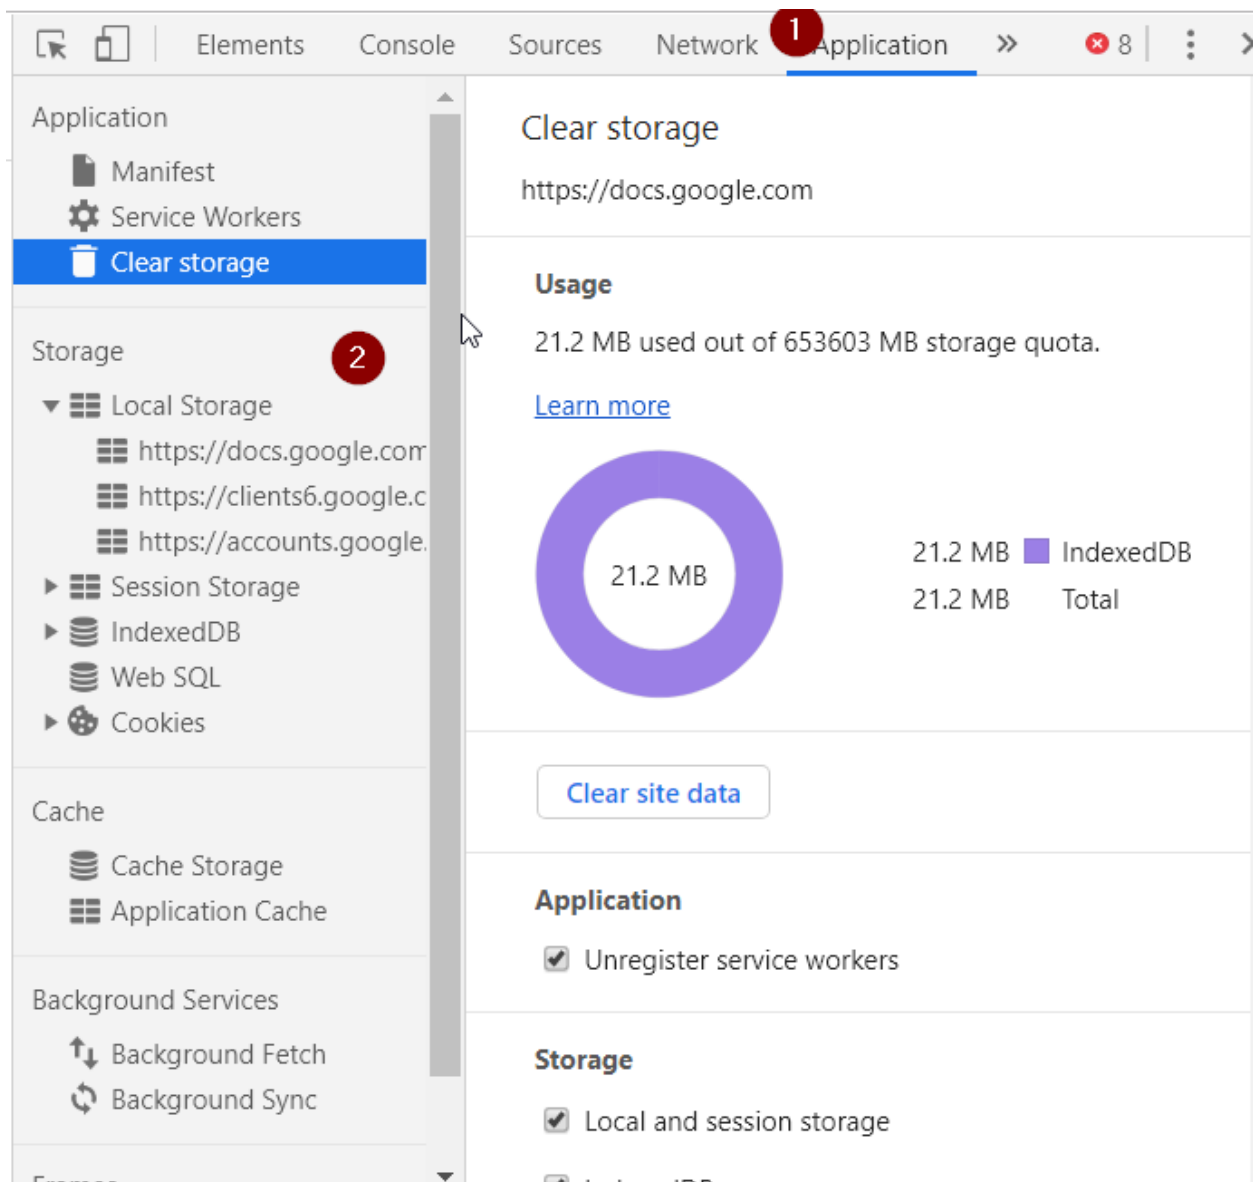 Elements Console Sources Network 1 Application 8
Application
Manifest
Service Workers
Clear storage
Storage
2
Local Storage
https://docs.google.com
https://clients6.google.c
https://accounts.google.
Session Storage
IndexedDB
Web SQL
Cookies
Cache
Cache Storage
Application Cache
Background Services
Background Fetch
Background Sync
Clear storage
https://docs.google.com
Usage
21.2 MB used out of 653603 MB storage quota.
Learn more
21.2 MB
21.2 MB IndexedDB
21.2 MB Total
Clear site data
Application
Unregister service workers
Storage
Local and session storage